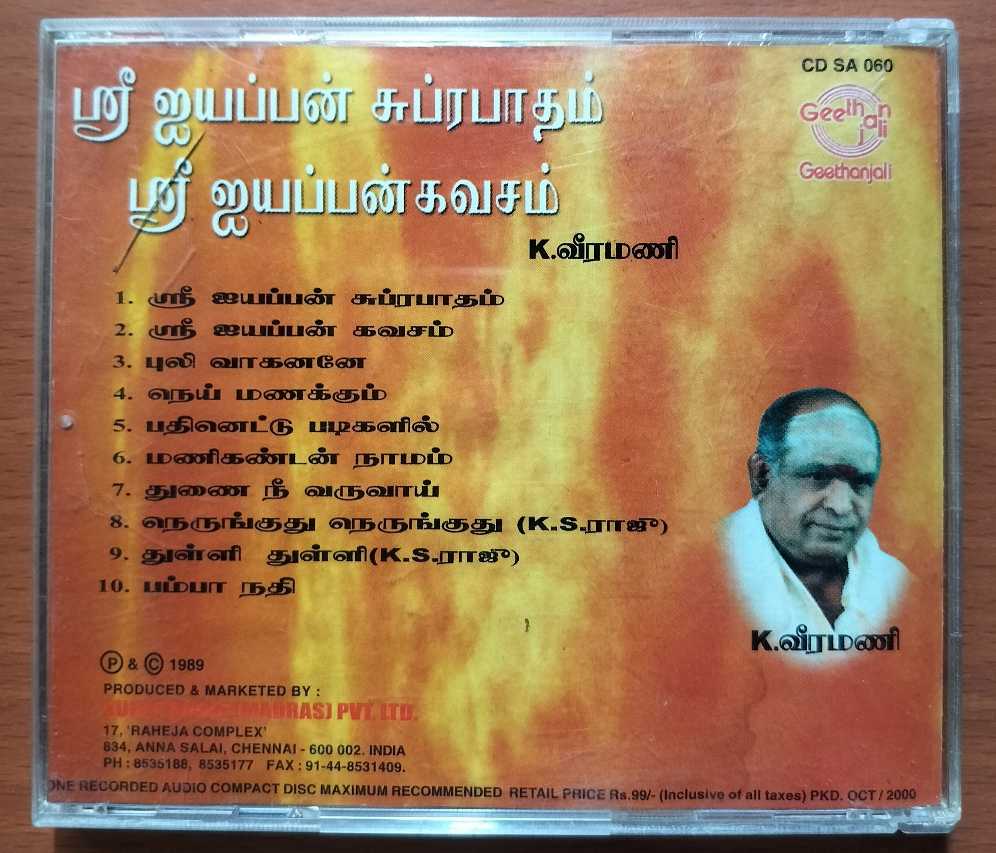 CD SA 060
Geethanjali
Geethanjali
ஸ்ரீ ஐயப்பன் சுப்ரபாதம்
ஸ்ரீ ஐயப்பன் கவசம்
K.வீரமணி
1. ஸ்ரீ ஐயப்பன் சுப்ரபாதம்
2. ஸ்ரீ ஐயப்பன் கவசம்
3. புலி வாகனனே
4. நெய் மணக்கும்
5. பதினெட்டு படிகளில்
6. மணிகண்டன் நாமம்
7. துணை நீ வருவாய்
8. நெருங்குது நெருங்குது (K.S.ராஜு)
9. துள்ளி துள்ளி(K.S.ராஜு)
10. பம்பா நதி
K.வீரமணி
℗ & © 1989
PRODUCED & MARKETED BY :
(MADRAS) PVT. LTD.
17, 'RAHEJA COMPLEX'
834, ANNA SALAI, CHENNAI - 600 002. INDIA
PH : 8535188, 8535177 FAX : 91-44-8531409.
ONE RECORDED AUDIO COMPACT DISC MAXIMUM RECOMMENDED RETAIL PRICE Rs.99/- (Inclusive of all taxes) PKD. OCT / 2000